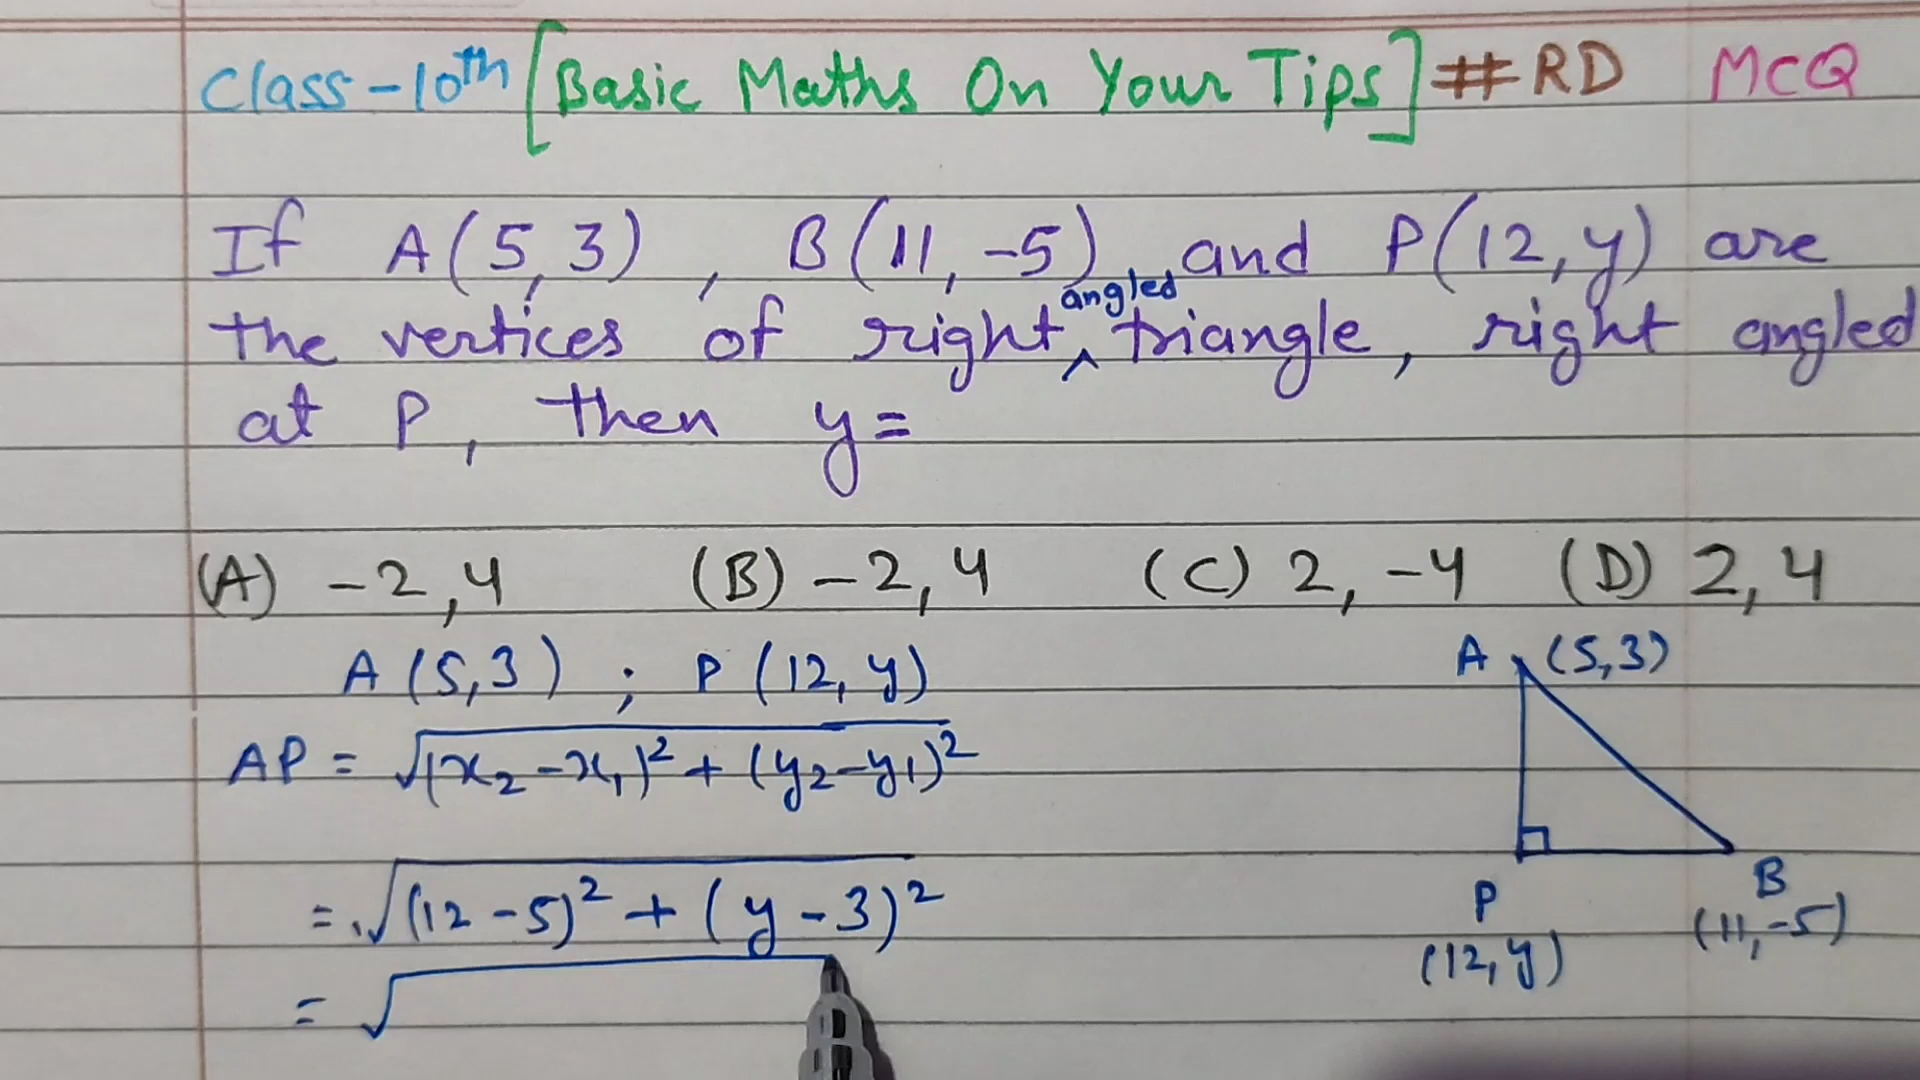 Class-10th [Basic Maths On Your Tips] #RD MCQ
If A(5,3), B(11,-5) and P(12,y) are
the vertices of right ^ angled triangle, right angled
at P, then y=
(A) -2,4 (B) -2,4 (C) 2,-4 (D) 2,4
A(5,3) ; P(12,y)
AP = √(x₂-x₁)²+(y₂-y₁)²
= √(12-5)²+(y-3)²
= √
A (5,3)
P
(12,y)
B
(11,-5)